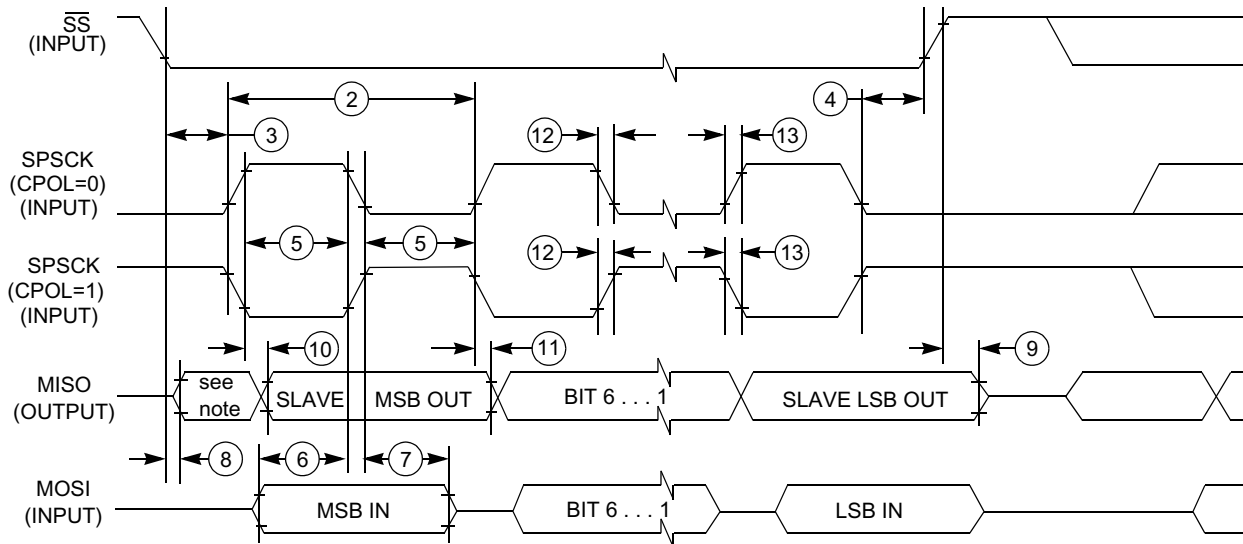 SS
(INPUT)
2
4
3
12
13
SPSCK
(CPOL=0)
(INPUT)
5
5
12
13
SPSCK
(CPOL=1)
(INPUT)
10
11
9
MISO
(OUTPUT)
see
note
SLAVE
MSB OUT
BIT 6 . . . 1
SLAVE LSB OUT
8
6
7
MOSI
(INPUT)
MSB IN
BIT 6 . . . 1
LSB IN